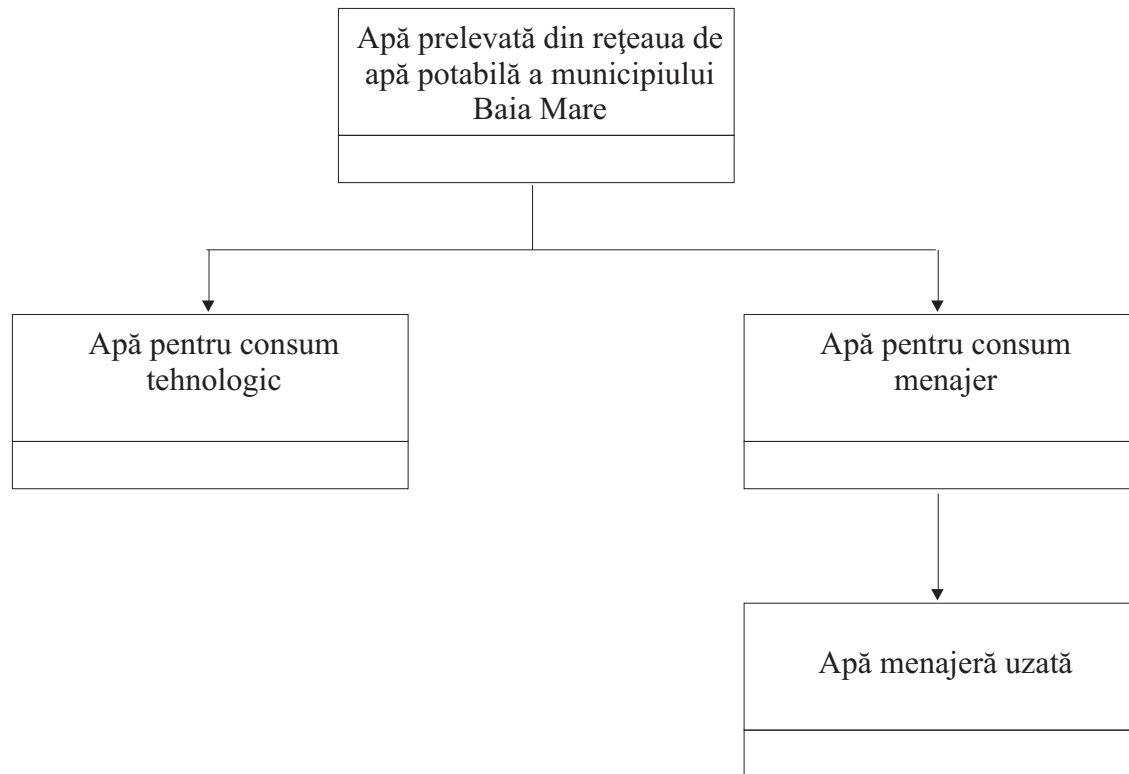 Apă prelevată din reţeaua de
apă potabilă a municipiului
Baia Mare
Apă pentru consum
tehnologic
Apă pentru consum
menajer
Apă menajeră uzată